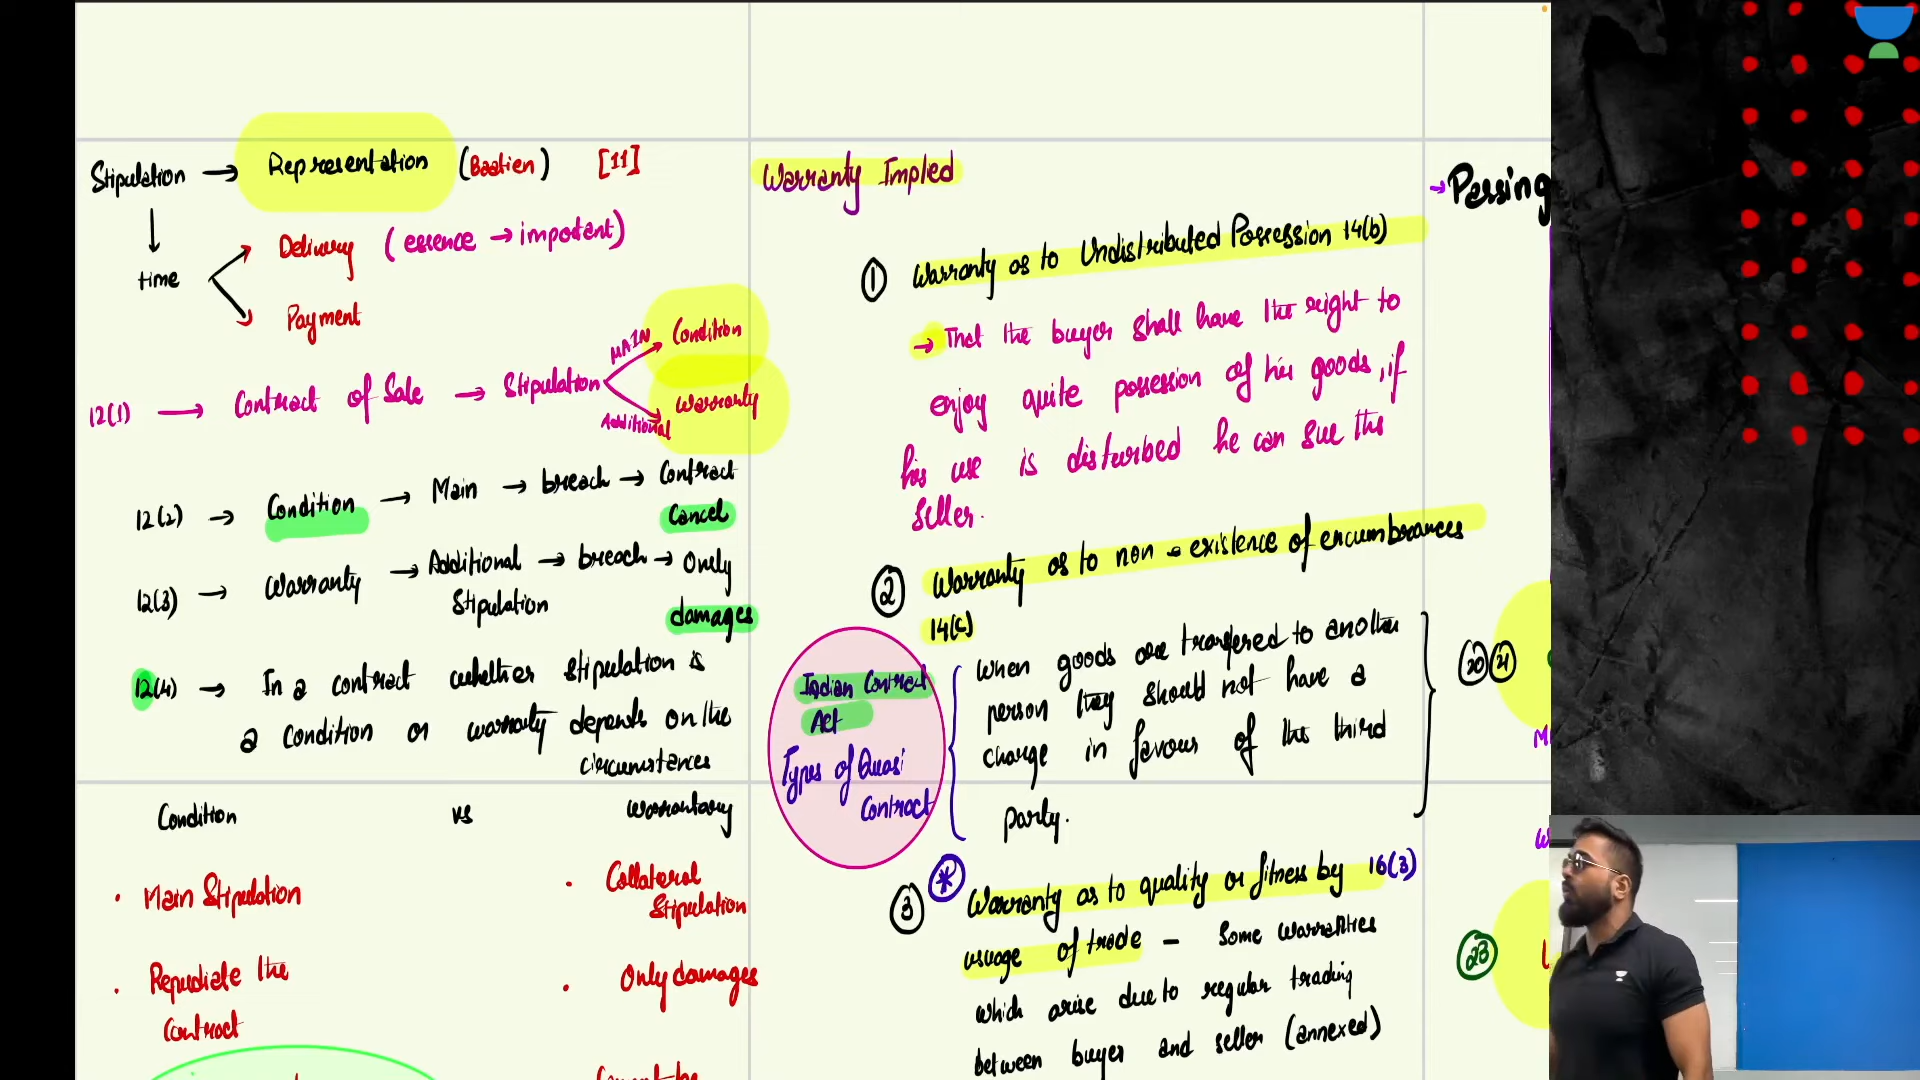 Stipulation → Representation (Baatien) [11]
time
Delivery (essence → important)
Payment
12(1) → Contract of Sale → Stipulation
MAIN Condition
Additional Warranty
12(2) → Condition → Main → breach → Contract
Cancel
12(3) → Warranty → Additional → breach → Only
Stipulation damages
12(4) → In a contract whether stipulation is
a condition or warranty depends on the
circumstances
Condition vs Warrantary
• Main Stipulation • Collateral
Stipulation
• Repudiate the • Only damages
Contract
Warranty Impled
① Warranty as to Undistributed Possession 14(b)
→ That the buyer shall have the right to
enjoy quite possession of his goods, if
his use is disturbed he can sue the
seller.
② Warranty as to non-existence of encumbrances
14(c)
Indian Contract
Act
Types of Quasi
Contract
When goods are transfered to another
person they should not have a
charge in favour of the third
party.
③ * Warranty as to quality or fitness by 16(3)
usuage of trade – Some warranties
which arise due to regular trading
between buyer and seller (annexed)
→ Passing
20 21
23